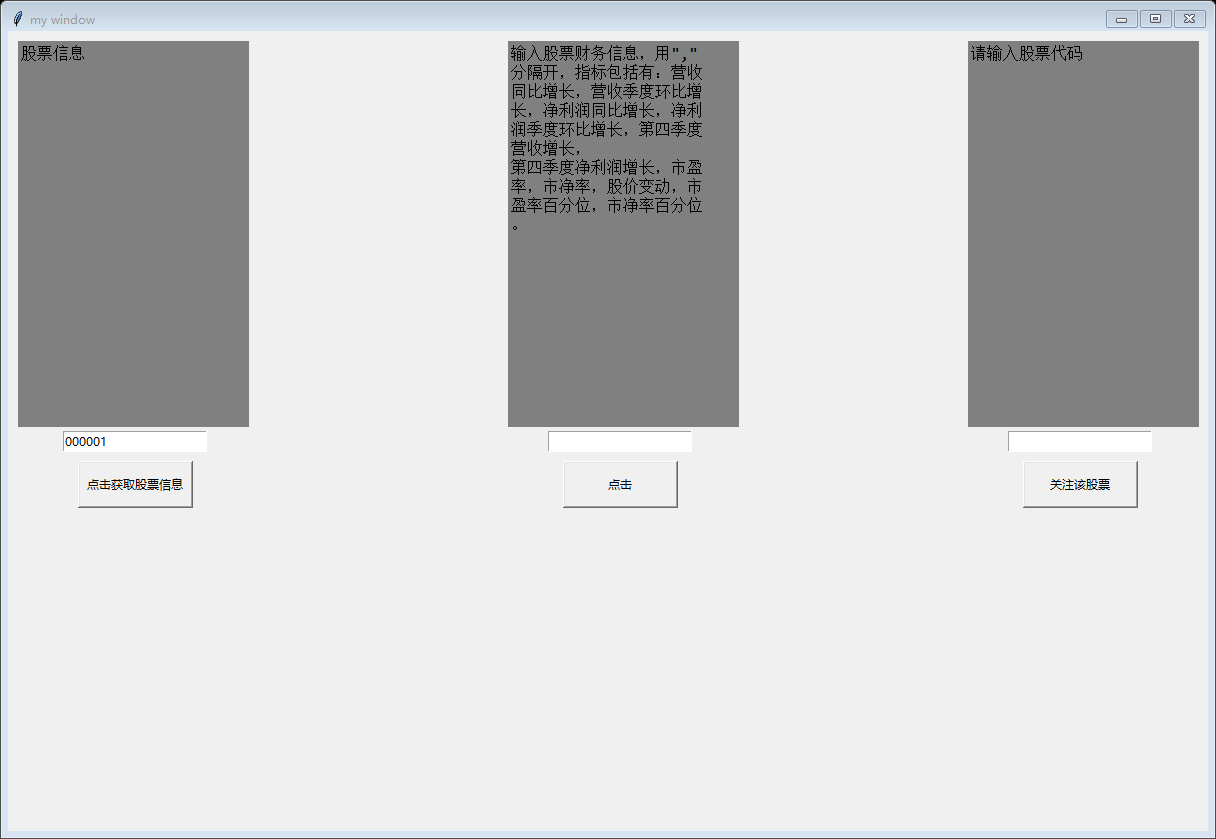 my window
股票信息
输入股票财务信息，用","
分隔开，指标包括有：营收
同比增长，营收季度环比增
长，净利润同比增长，净利
润季度环比增长，第四季度
营收增长，
第四季度净利润增长，市盈
率，市净率，股价变动，市
盈率百分位，市净率百分位
。
请输入股票代码
000001
点击获取股票信息
点击
关注该股票